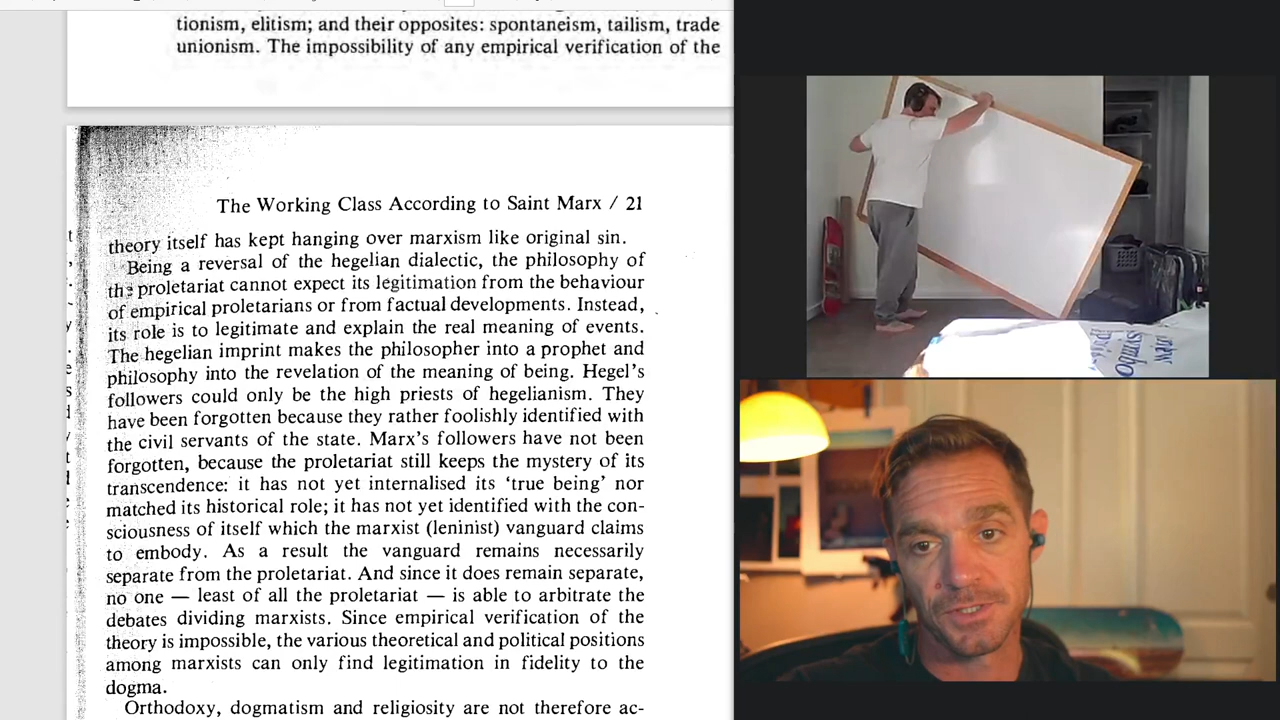 tionism, elitism; and their opposites: spontaneism, tailism, trade
unionism. The impossibility of any empirical verification of the
The Working Class According to Saint Marx / 21
theory itself has kept hanging over marxism like original sin.
Being a reversal of the hegelian dialectic, the philosophy of
the proletariat cannot expect its legitimation from the behaviour
of empirical proletarians or from factual developments. Instead,
its role is to legitimate and explain the real meaning of events.
The hegelian imprint makes the philosopher into a prophet and
philosophy into the revelation of the meaning of being. Hegel's
followers could only be the high priests of hegelianism. They
have been forgotten because they rather foolishly identified with
the civil servants of the state. Marx's followers have not been
forgotten, because the proletariat still keeps the mystery of its
transcendence: it has not yet internalised its 'true being' nor
matched its historical role; it has not yet identified with the con-
sciousness of itself which the marxist (leninist) vanguard claims
to embody. As a result the vanguard remains necessarily
separate from the proletariat. And since it does remain separate,
no one — least of all the proletariat — is able to arbitrate the
debates dividing marxists. Since empirical verification of the
theory is impossible, the various theoretical and political positions
among marxists can only find legitimation in fidelity to the
dogma.
Orthodoxy, dogmatism and religiosity are not therefore ac-